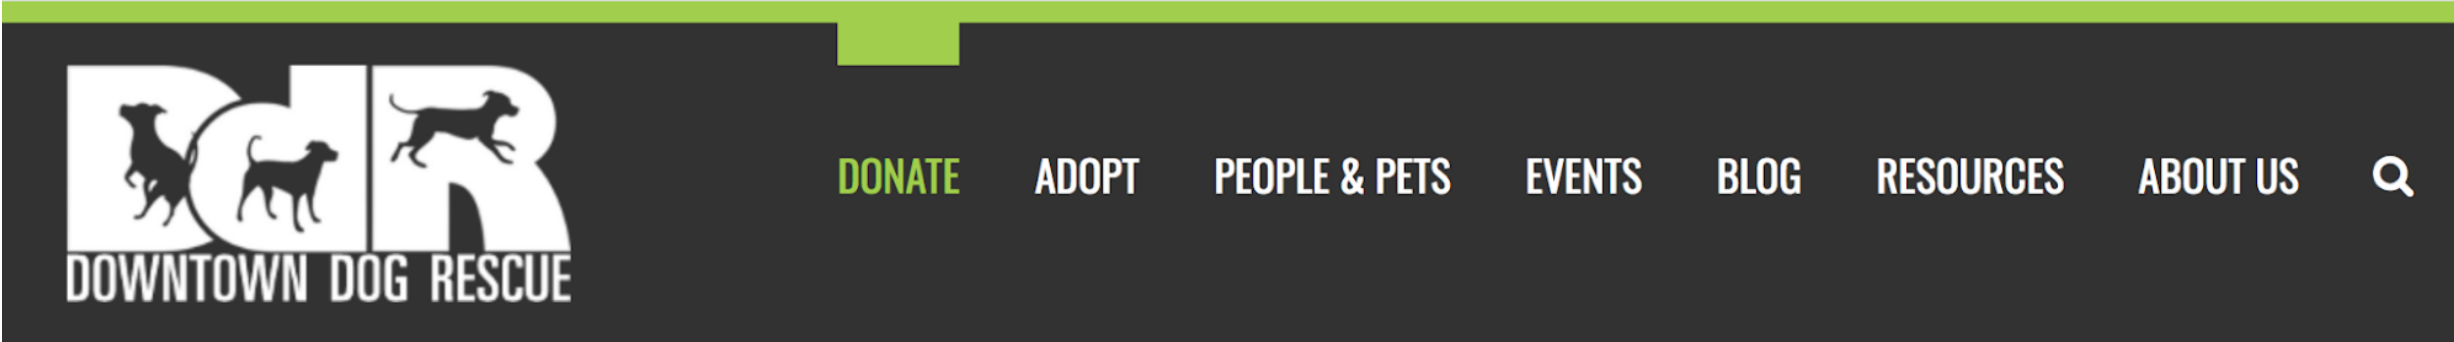 DdR
DOWNTOWN DOG RESCUE
DONATE ADOPT PEOPLE & PETS EVENTS BLOG RESOURCES ABOUT US